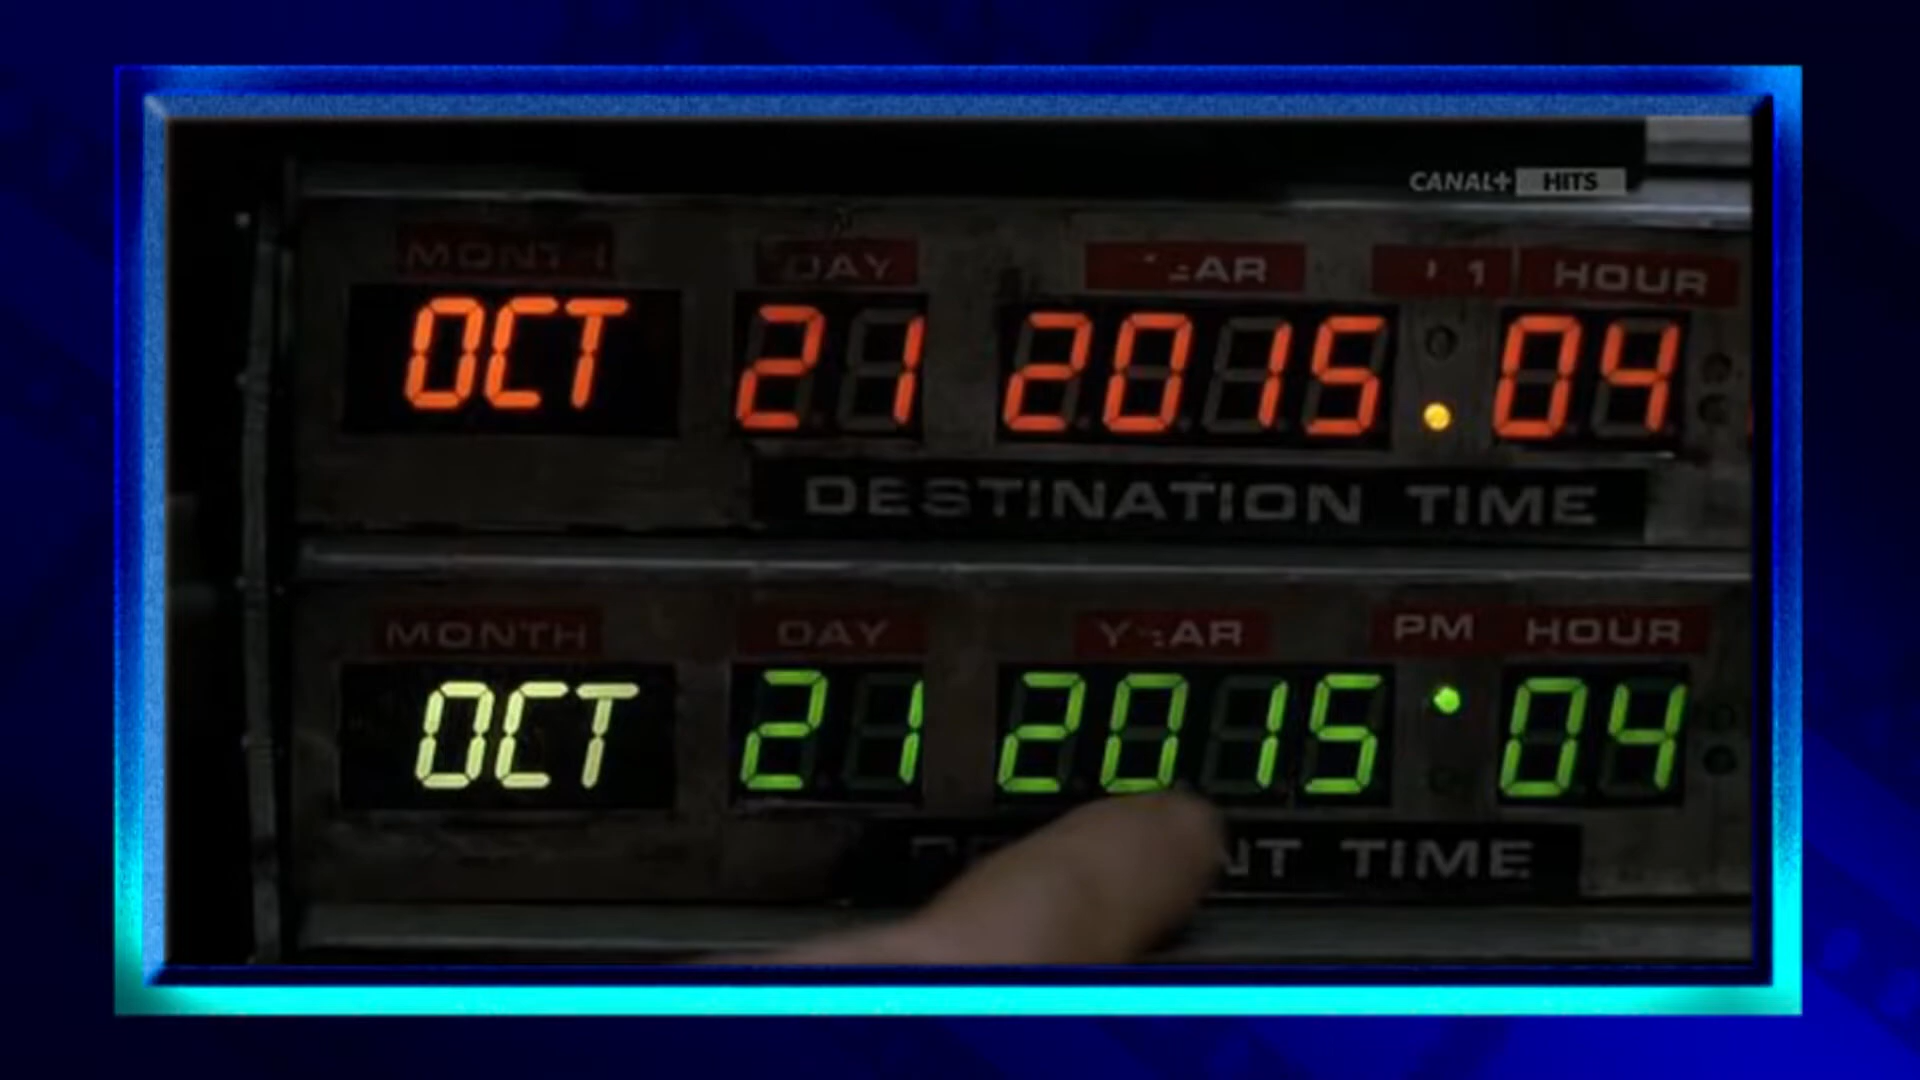 CANAL+ HITS
MONTH DAY HOUR
OCT 21 2015 04
DESTINATION TIME
MONTH DAY YEAR PM HOUR
OCT 21 2015 04
TIME